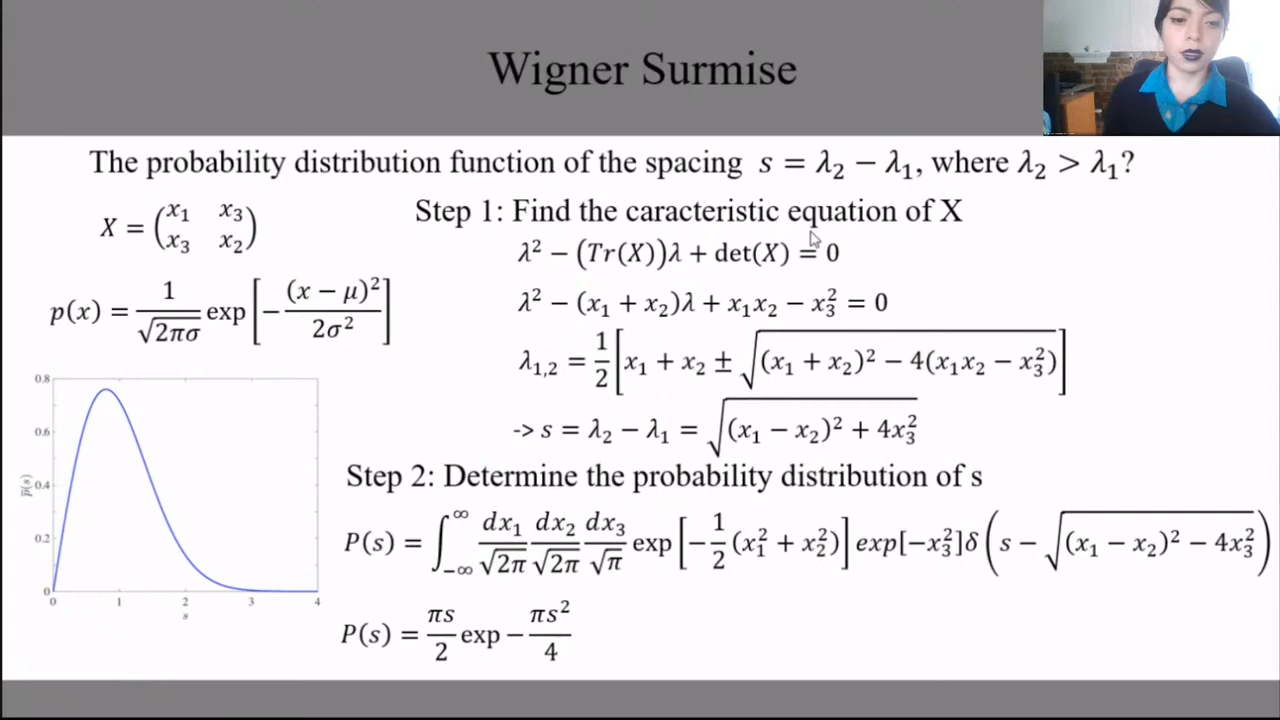 Wigner Surmise
The probability distribution function of the spacing s = λ₂ − λ₁, where λ₂ > λ₁?
X = (x₁ x₃
x₃ x₂)
p(x) = 1/√2πσ exp[−(x − μ)²/2σ²]
Step 1: Find the caracteristic equation of X
λ² − (Tr(X))λ + det(X) = 0
λ² − (x₁ + x₂)λ + x₁x₂ − x₃² = 0
λ₁,₂ = 1/2 [x₁ + x₂ ± √(x₁ + x₂)² − 4(x₁x₂ − x₃²)]
-> s = λ₂ − λ₁ = √(x₁ − x₂)² + 4x₃²
Step 2: Determine the probability distribution of s
P(s) = ∫₋∞^∞ dx₁/√2π dx₂/√2π dx₃/√π exp[−1/2(x₁² + x₂²)] exp[−x₃²]δ(s − √(x₁ − x₂)² − 4x₃²)
P(s) = πs/2 exp − πs²/4
0.8
0.6
0.4
0.2
0
p̄(s)
0 1 2 3 4
s